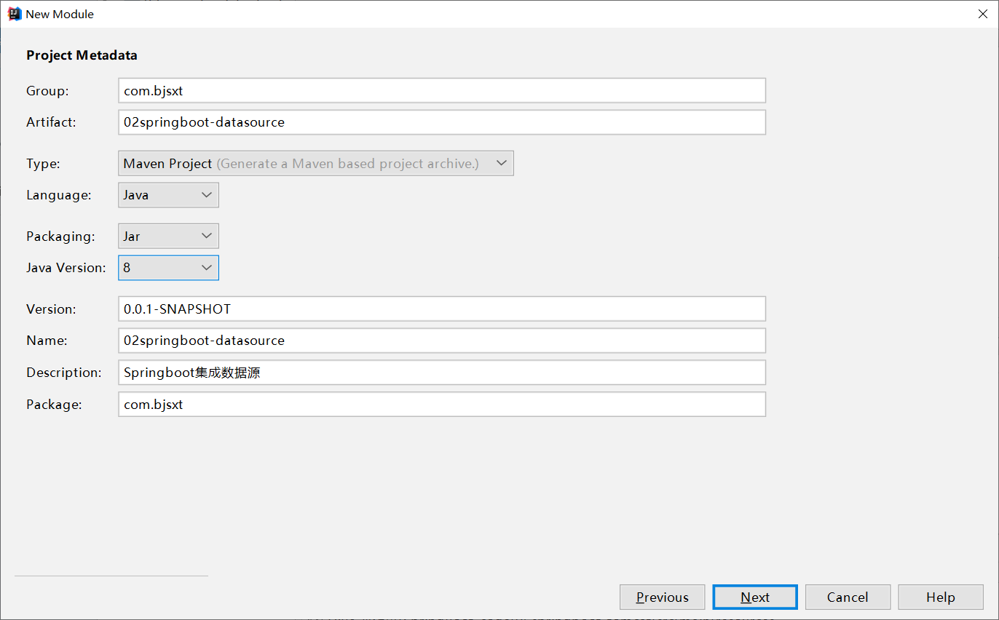 New Module
Project Metadata
Group: com.bjsxt
Artifact: 02springboot-datasource
Type: Maven Project (Generate a Maven based project archive.)
Language: Java
Packaging: Jar
Java Version: 8
Version: 0.0.1-SNAPSHOT
Name: 02springboot-datasource
Description: Springboot集成数据源
Package: com.bjsxt
Previous Next Cancel Help